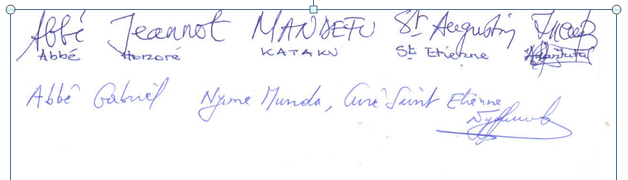 Abbé Jeannot MANDEFU St Augustin
Abbé Honoré KATAKU St Etienne
Abbé Gabriel Nyme Munda, Curé Saint Etienne